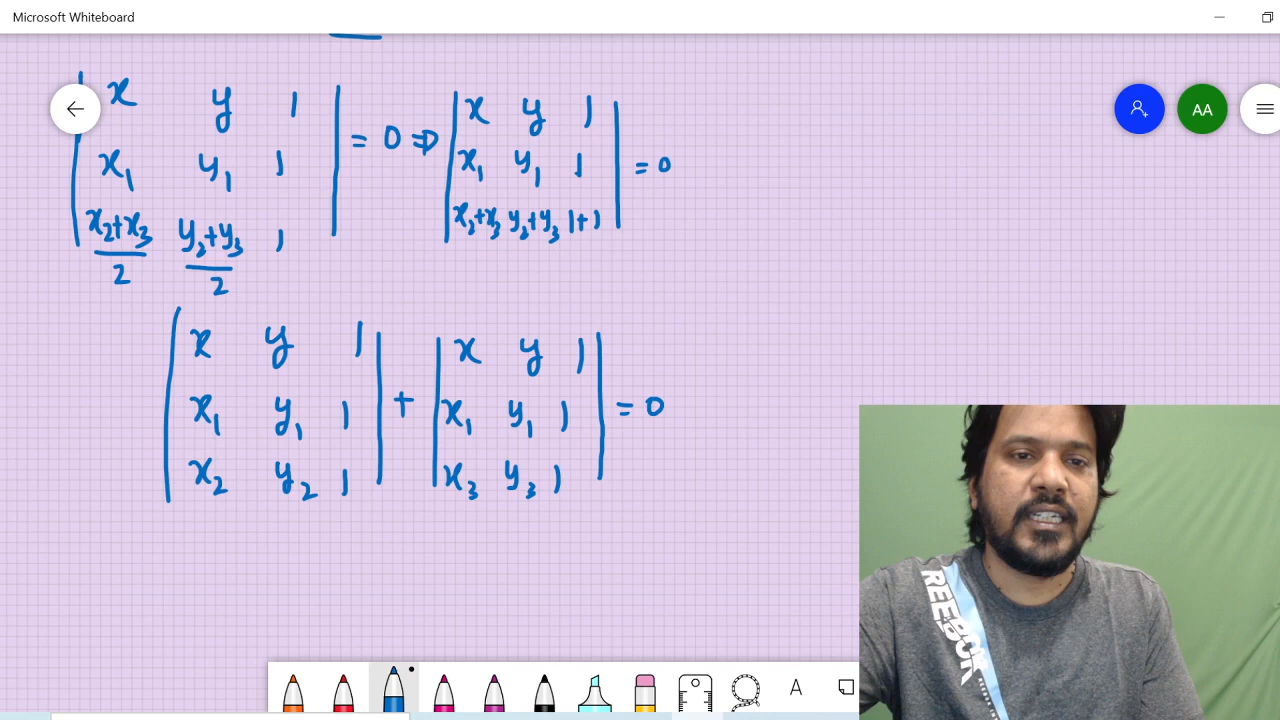 Microsoft Whiteboard
| x y 1 | = 0 ⇒ | x y 1 | = 0
| x₁ y₁ 1 | | x₁ y₁ 1 |
| x₂+x₃/2 y₂+y₃/2 1 | | x₂+x₃ y₂+y₃ 1+1 |
| x y 1 | + | x y 1 | = 0
| x₁ y₁ 1 | | x₁ y₁ 1 |
| x₂ y₂ 1 | | x₃ y₃ 1 |
AA
REEBOK
A